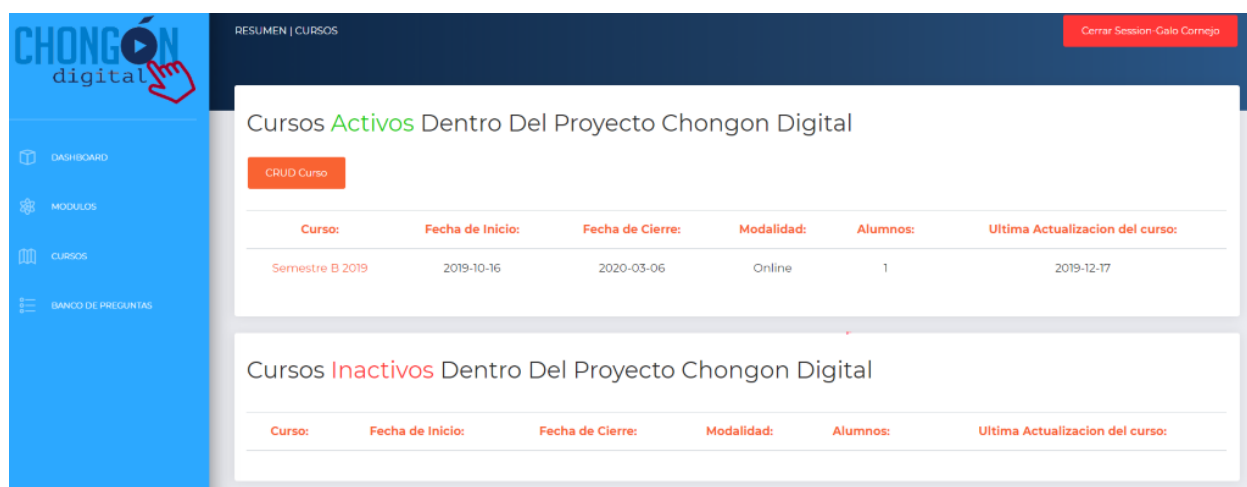 CHONGÓN
digital
DASHBOARD
MODULOS
CURSOS
BANCO DE PREGUNTAS
RESUMEN | CURSOS
Cerrar Session-Galo Cornejo
Cursos Activos Dentro Del Proyecto Chongon Digital
CRUD Curso
Curso: Fecha de Inicio: Fecha de Cierre: Modalidad: Alumnos: Ultima Actualizacion del curso:
Semestre B 2019 2019-10-16 2020-03-06 Online 1 2019-12-17
Cursos Inactivos Dentro Del Proyecto Chongon Digital
Curso: Fecha de Inicio: Fecha de Cierre: Modalidad: Alumnos: Ultima Actualizacion del curso: